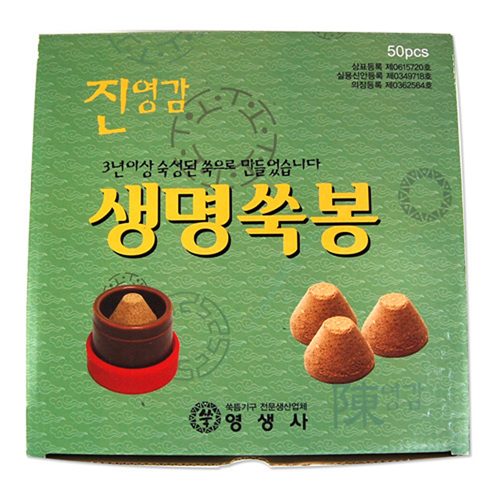 50pcs
상표등록 제0615720호
실용신안등록 제0349718호
의장등록 제0362564호
진영감
3년이상 숙성된 쑥으로 만들었습니다
생명쑥봉
쑥뜸기구 전문생산업체
쑥 영생사
陳영감